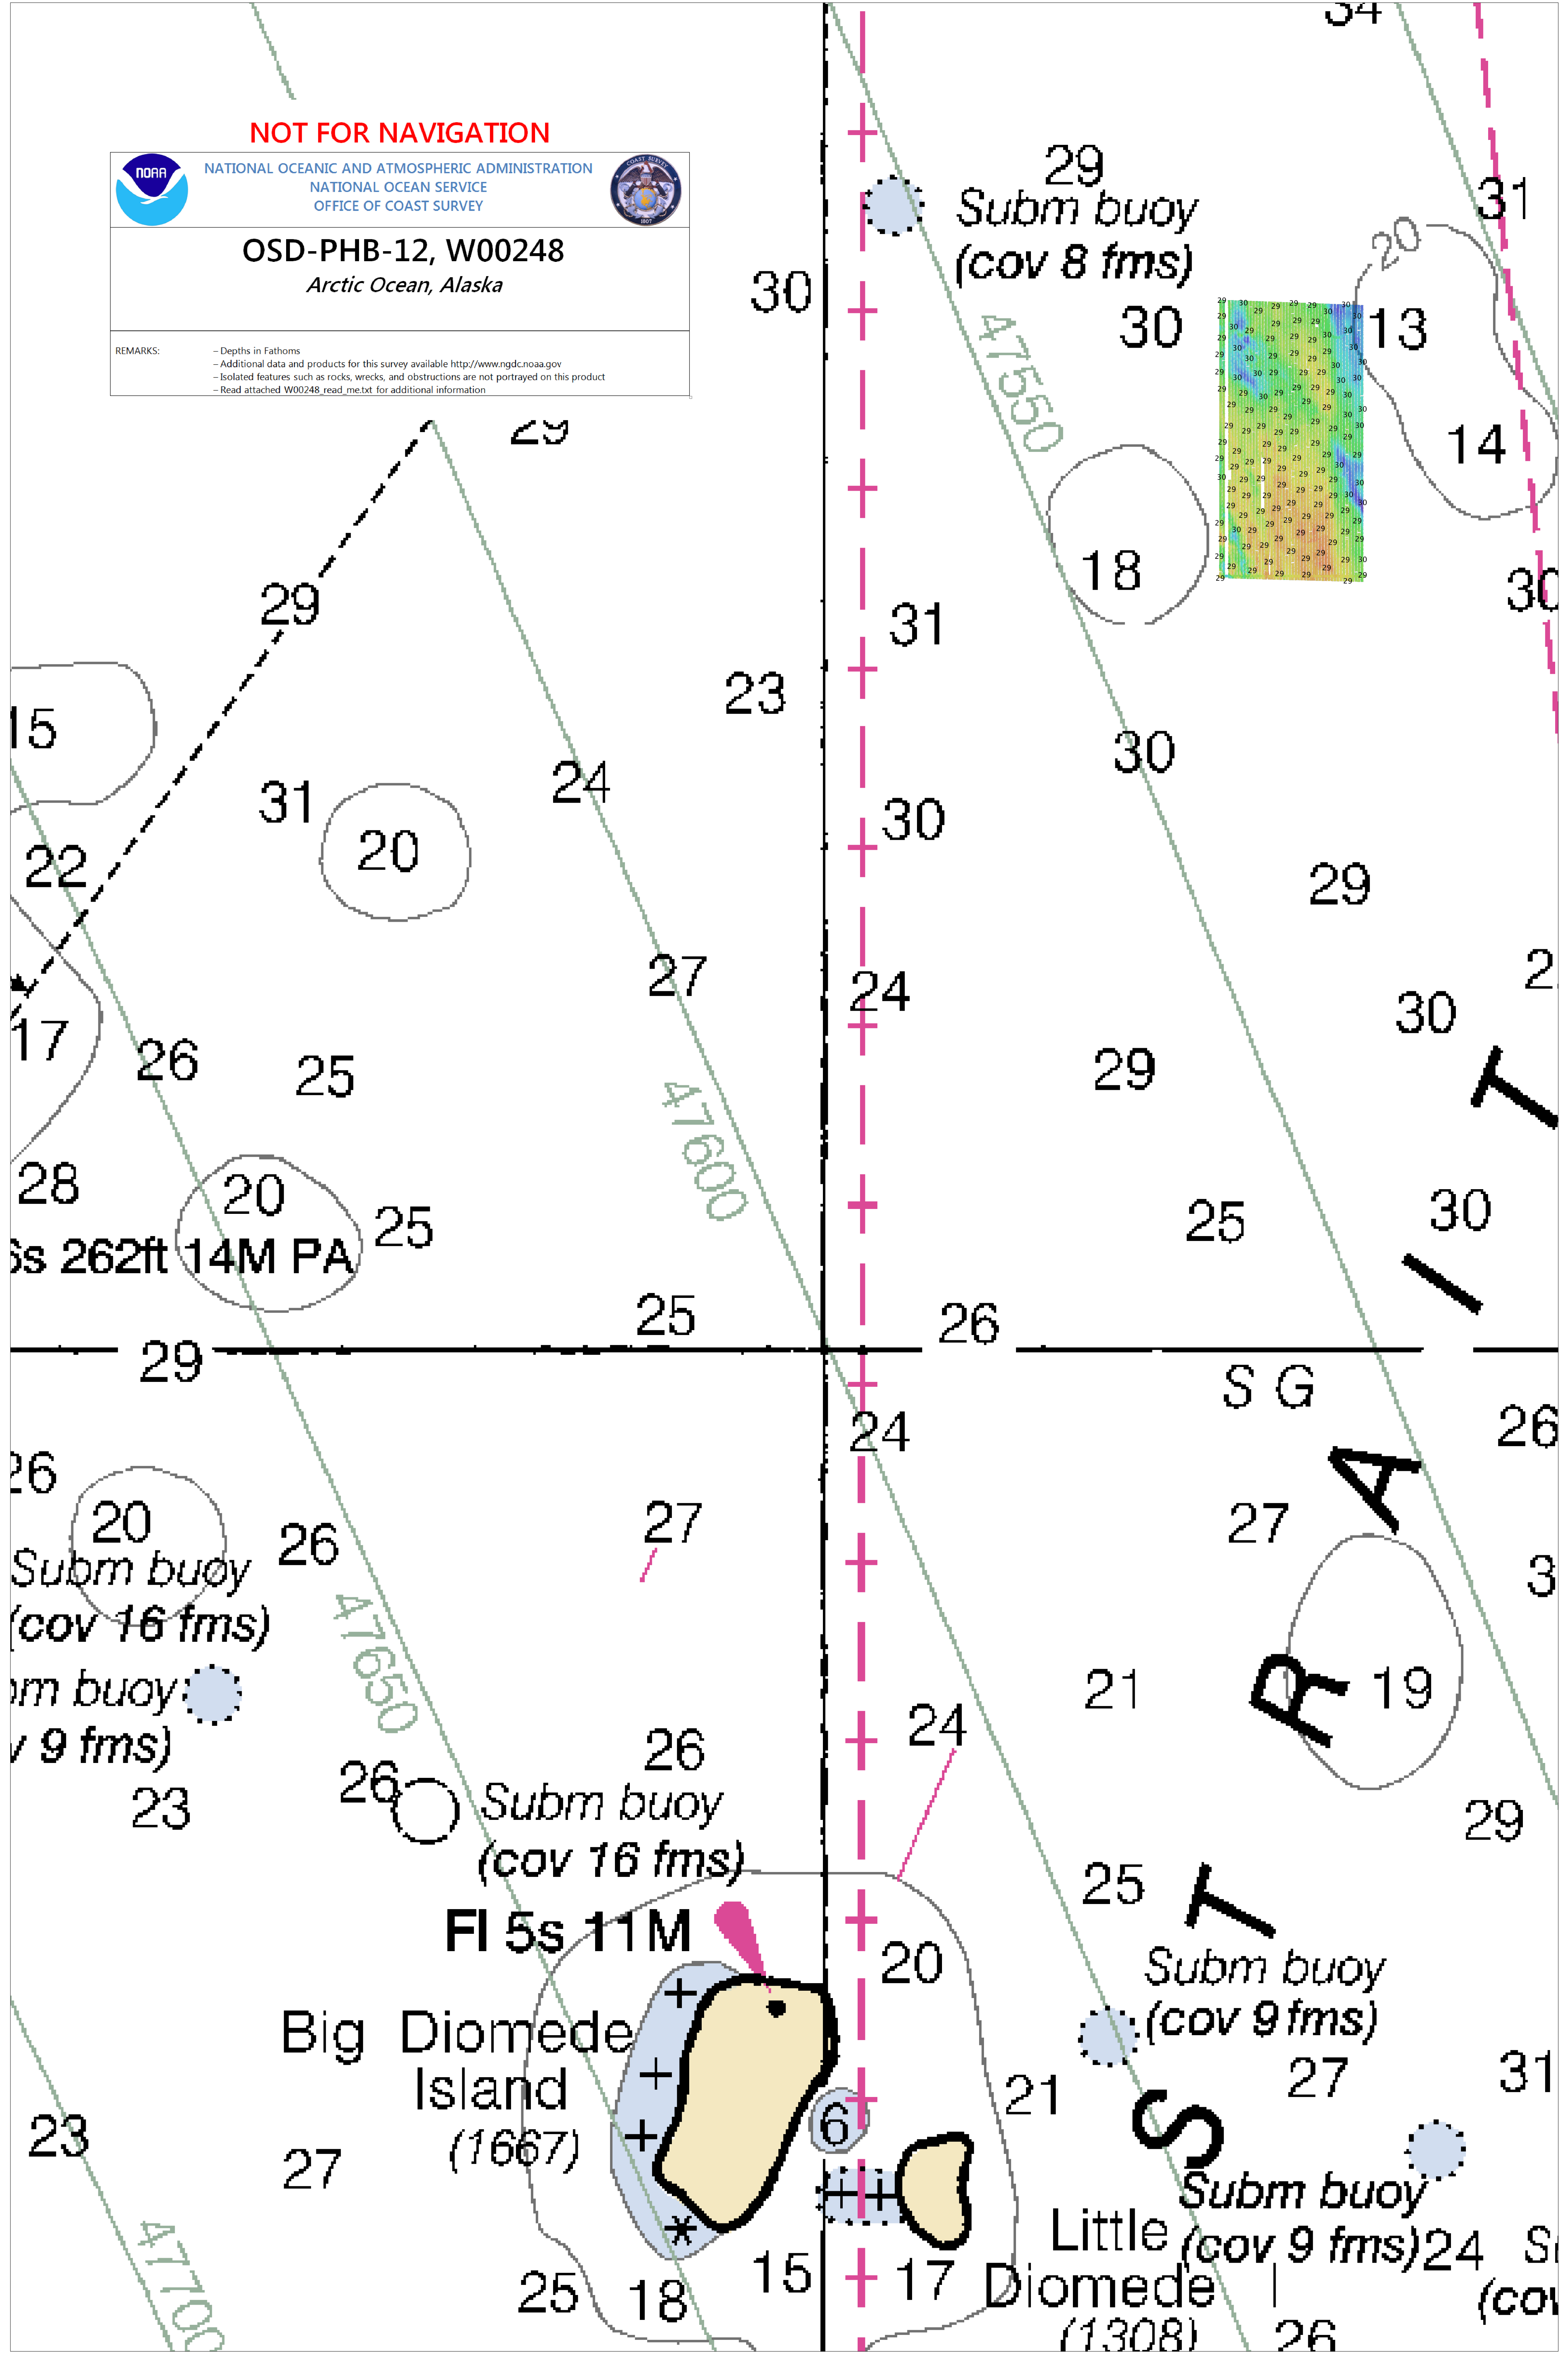 34
NOT FOR NAVIGATION
NOAA
NATIONAL OCEANIC AND ATMOSPHERIC ADMINISTRATION
NATIONAL OCEAN SERVICE
OFFICE OF COAST SURVEY
OSD-PHB-12, W00248
Arctic Ocean, Alaska
REMARKS:
– Depths in Fathoms
– Additional data and products for this survey available http://www.ngdc.noaa.gov
– Isolated features such as rocks, wrecks, and obstructions are not portrayed on this product
– Read attached W00248_read_me.txt for additional information
29
Subm buoy
(cov 8 fms)
31
20
30
30
13
47550
29
14
18
29
30
31
23
15
30
24
31
30
20
22
29
27
24
30
17
29
26
25
47600
28
20
25
25
30
6s 262ft 14M PA
25
26
29
S G
24
26
26
20
27
27
26
Subm buoy
(cov 16 fms)
47650
21
19
24
26
23
26
29
Subm buoy
(cov 16 fms)
25
Fl 5s 11M
20
Subm buoy
(cov 9 fms)
Big Diomede
Island
(1667)
27
31
21
23
6
27
S T R A I T
Subm buoy
(cov 9 fms)
24
Little
Diomede
(1308)
15
17
25
18
47700
26